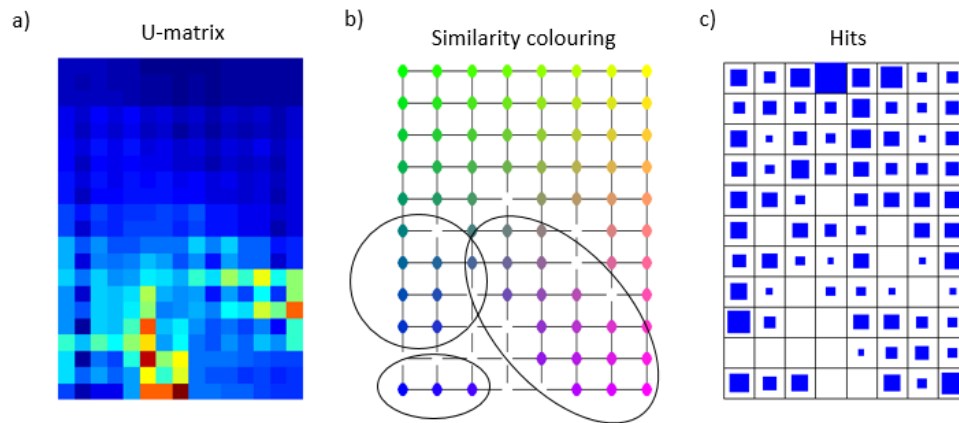 a)
U-matrix
b)
Similarity colouring
c)
Hits